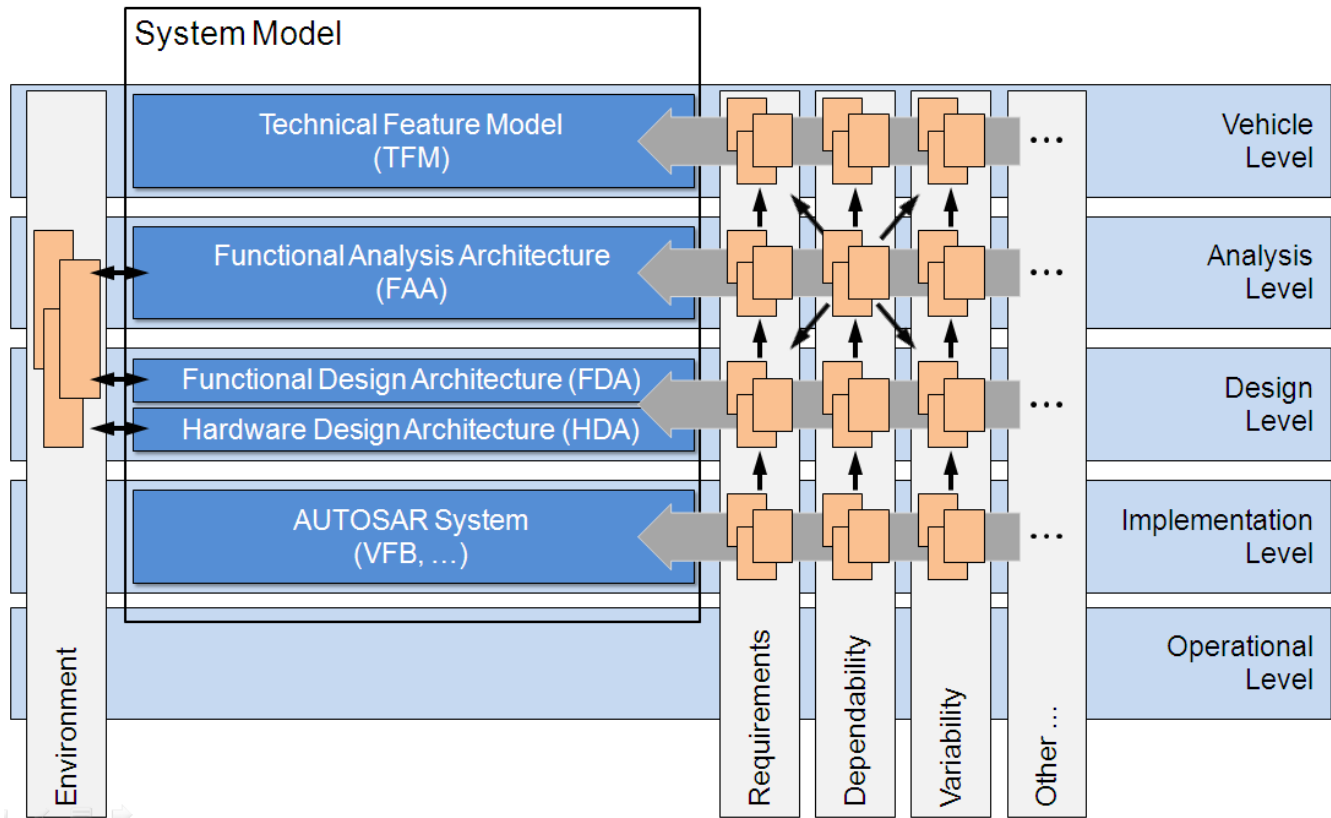 System Model
Technical Feature Model
(TFM)
...
Vehicle
Level
Functional Analysis Architecture
(FAA)
...
Analysis
Level
Functional Design Architecture (FDA)
Hardware Design Architecture (HDA)
...
Design
Level
AUTOSAR System
(VFB, ...)
...
Implementation
Level
Operational
Level
Environment
Requirements
Dependability
Variability
Other ...